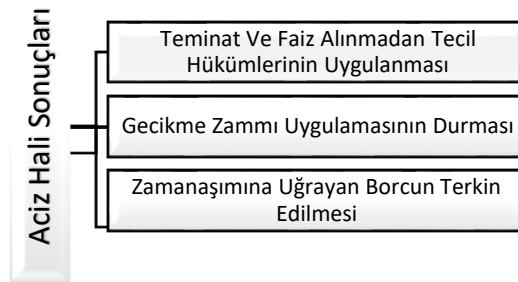 Aciz Hali Sonuçları
Teminat Ve Faiz Alınmadan Tecil
Hükümlerinin Uygulanması
Gecikme Zammı Uygulamasının Durması
Zamanaşımına Uğrayan Borcun Terkin
Edilmesi